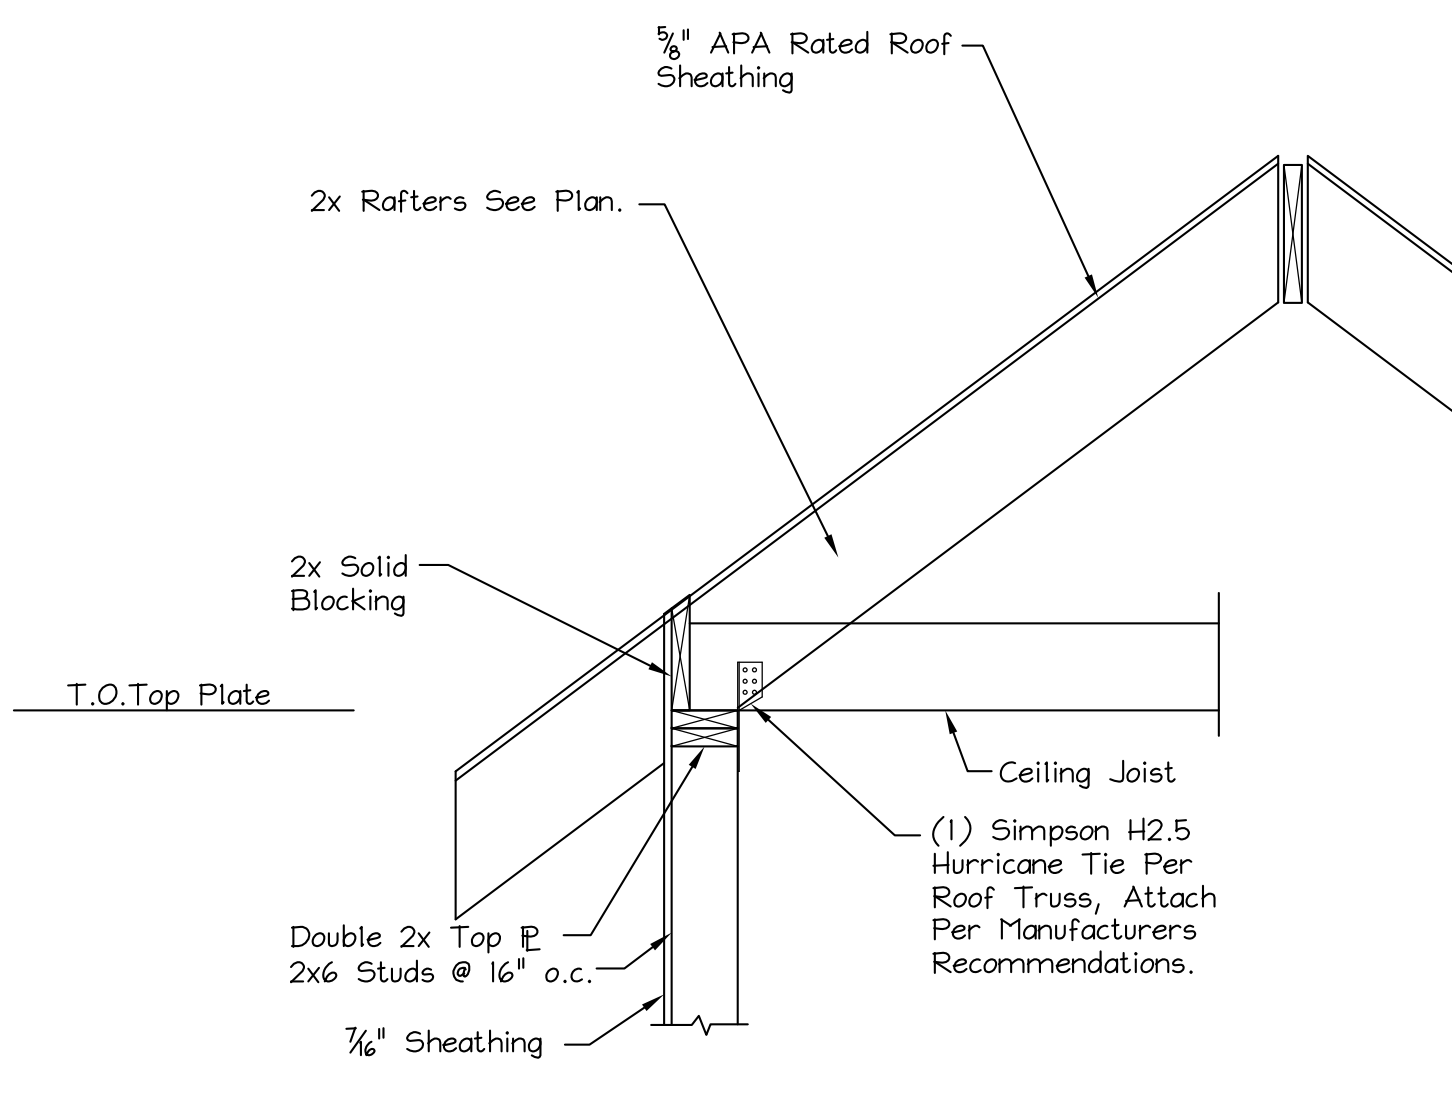 5/8" APA Rated Roof
Sheathing
2x Rafters See Plan.
2x Solid
Blocking
T.O.Top Plate
Ceiling Joist
(1) Simpson H2.5
Hurricane Tie Per
Roof Truss, Attach
Per Manufacturers
Recommendations.
Double 2x Top PL
2x6 Studs @ 16" o.c.
7/16" Sheathing